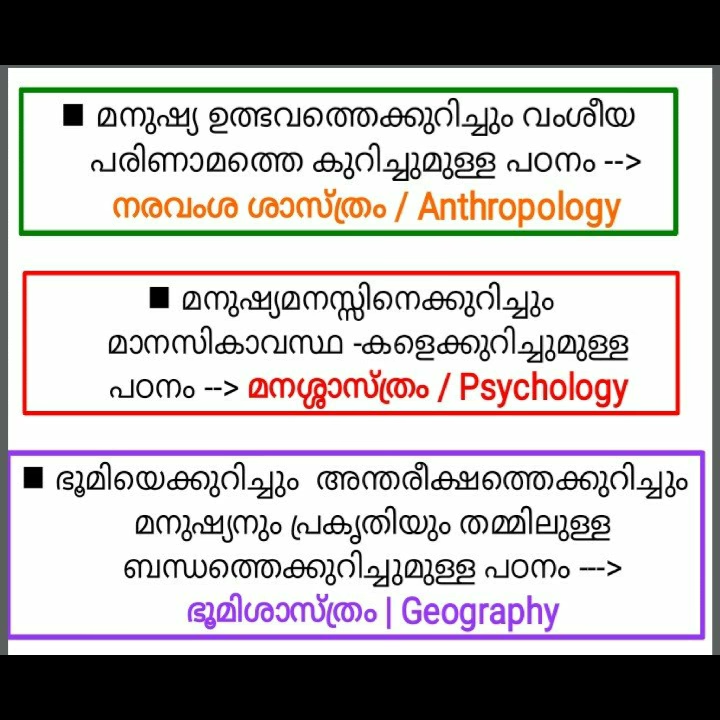 ■ മനുഷ്യ ഉത്ഭവത്തെക്കുറിച്ചും വംശീയ
പരിണാമത്തെ കുറിച്ചുമുള്ള പഠനം -->
നരവംശ ശാസ്ത്രം / Anthropology
■ മനുഷ്യമനസ്സിനെക്കുറിച്ചും
മാനസികാവസ്ഥ -കളെക്കുറിച്ചുമുള്ള
പഠനം --> മനശ്ശാസ്ത്രം / Psychology
■ ഭൂമിയെക്കുറിച്ചും അന്തരീക്ഷത്തെക്കുറിച്ചും
മനുഷ്യനും പ്രകൃതിയും തമ്മിലുള്ള
ബന്ധത്തെക്കുറിച്ചുമുള്ള പഠനം --->
ഭൂമിശാസ്ത്രം | Geography